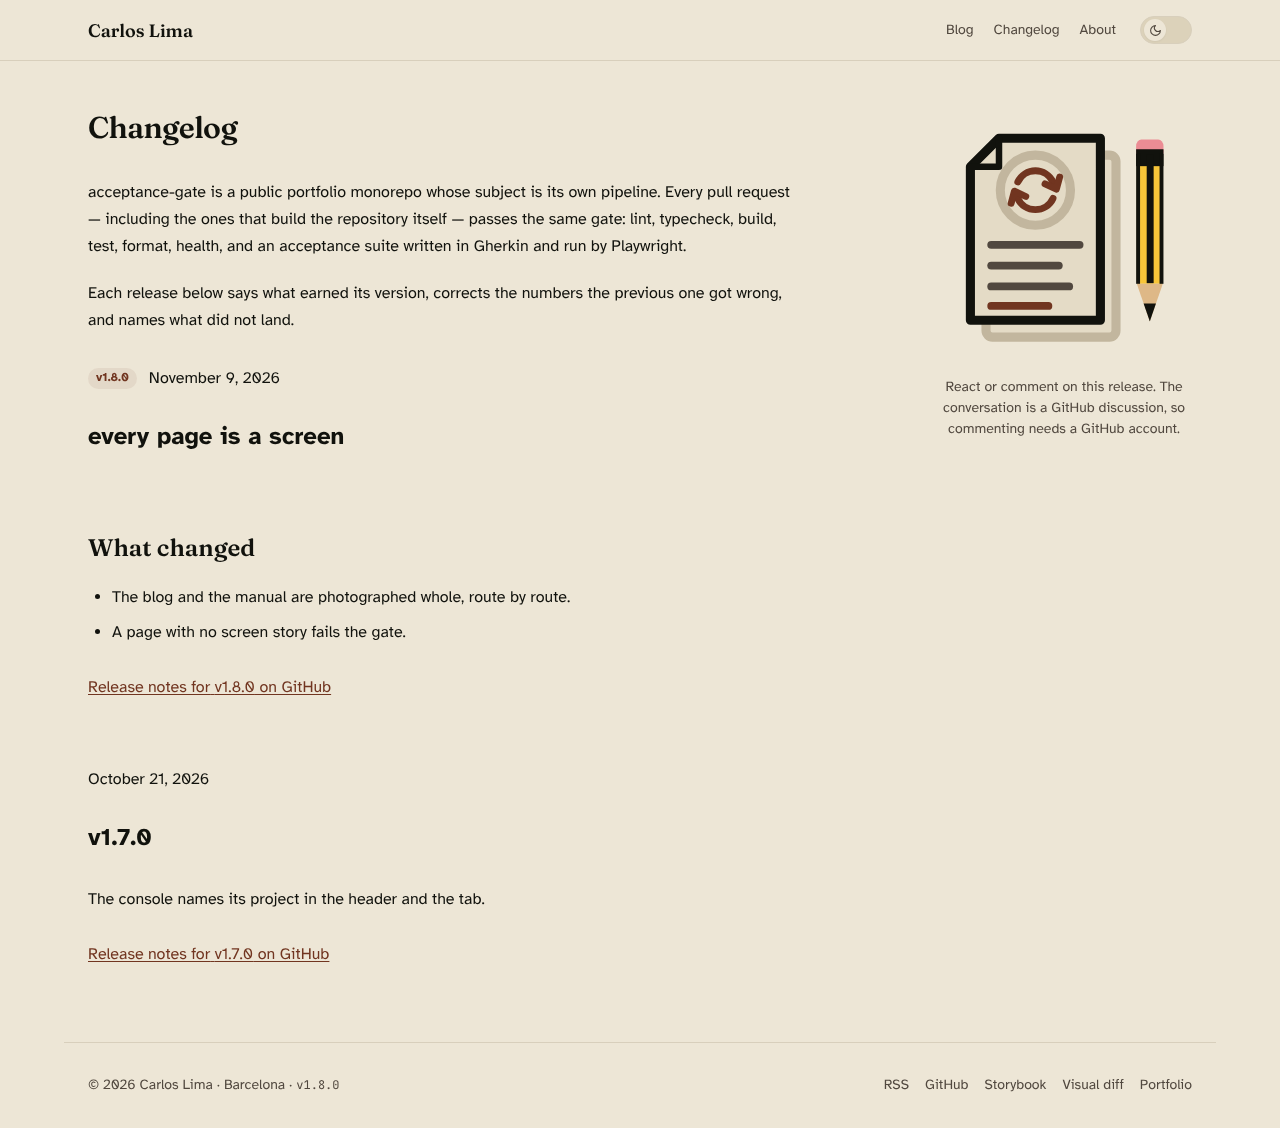 Carlos Lima
Blog
Changelog
About
Changelog
acceptance-gate is a public portfolio monorepo whose subject is its own pipeline. Every pull request
— including the ones that build the repository itself — passes the same gate: lint, typecheck, build,
test, format, health, and an acceptance suite written in Gherkin and run by Playwright.
Each release below says what earned its version, corrects the numbers the previous one got wrong,
and names what did not land.
v1.8.0 November 9, 2026
every page is a screen
What changed
• The blog and the manual are photographed whole, route by route.
• A page with no screen story fails the gate.
Release notes for v1.8.0 on GitHub
October 21, 2026
v1.7.0
The console names its project in the header and the tab.
Release notes for v1.7.0 on GitHub
React or comment on this release. The
conversation is a GitHub discussion, so
commenting needs a GitHub account.
© 2026 Carlos Lima · Barcelona · v1.8.0
RSS
GitHub
Storybook
Visual diff
Portfolio